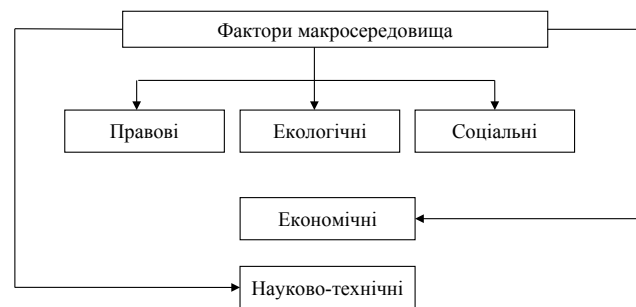 Фактори макросередовища
Правові
Екологічні
Соціальні
Економічні
Науково-технічні